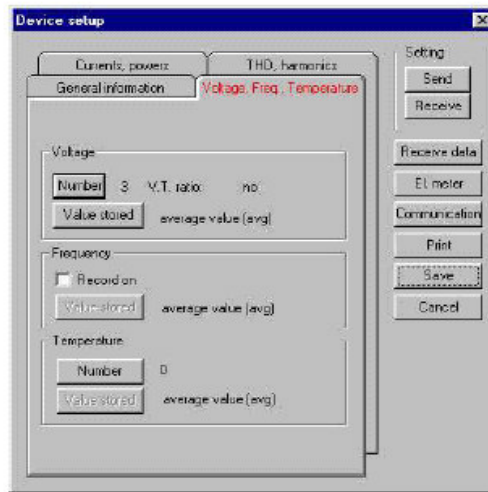 Device setup
Currents, powers
THD, harmonics
General information
Voltage, Freq., Temperature
Voltage
Number 3 V.T. ratio: no
Value stored average value (avg)
Frequency
Record on
Value stored average value (avg)
Temperature
Number 0
Value stored average value (avg)
Setting
Send
Receive
Receive data
El. meter
Communication
Print
Save
Cancel